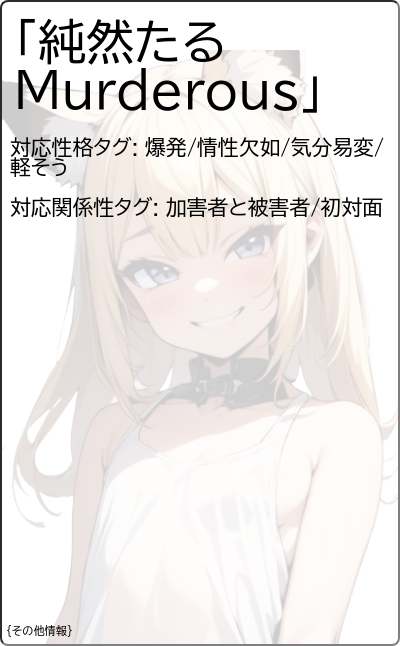 「純然たる
Murderous」
対応性格タグ: 爆発/情性欠如/気分易変/
軽そう
対応関係性タグ: 加害者と被害者/初対面
{その他情報}